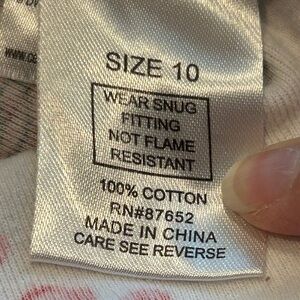 SIZE 10
WEAR SNUG
FITTING
NOT FLAME
RESISTANT
100% COTTON
RN#87652
MADE IN CHINA
CARE SEE REVERSE